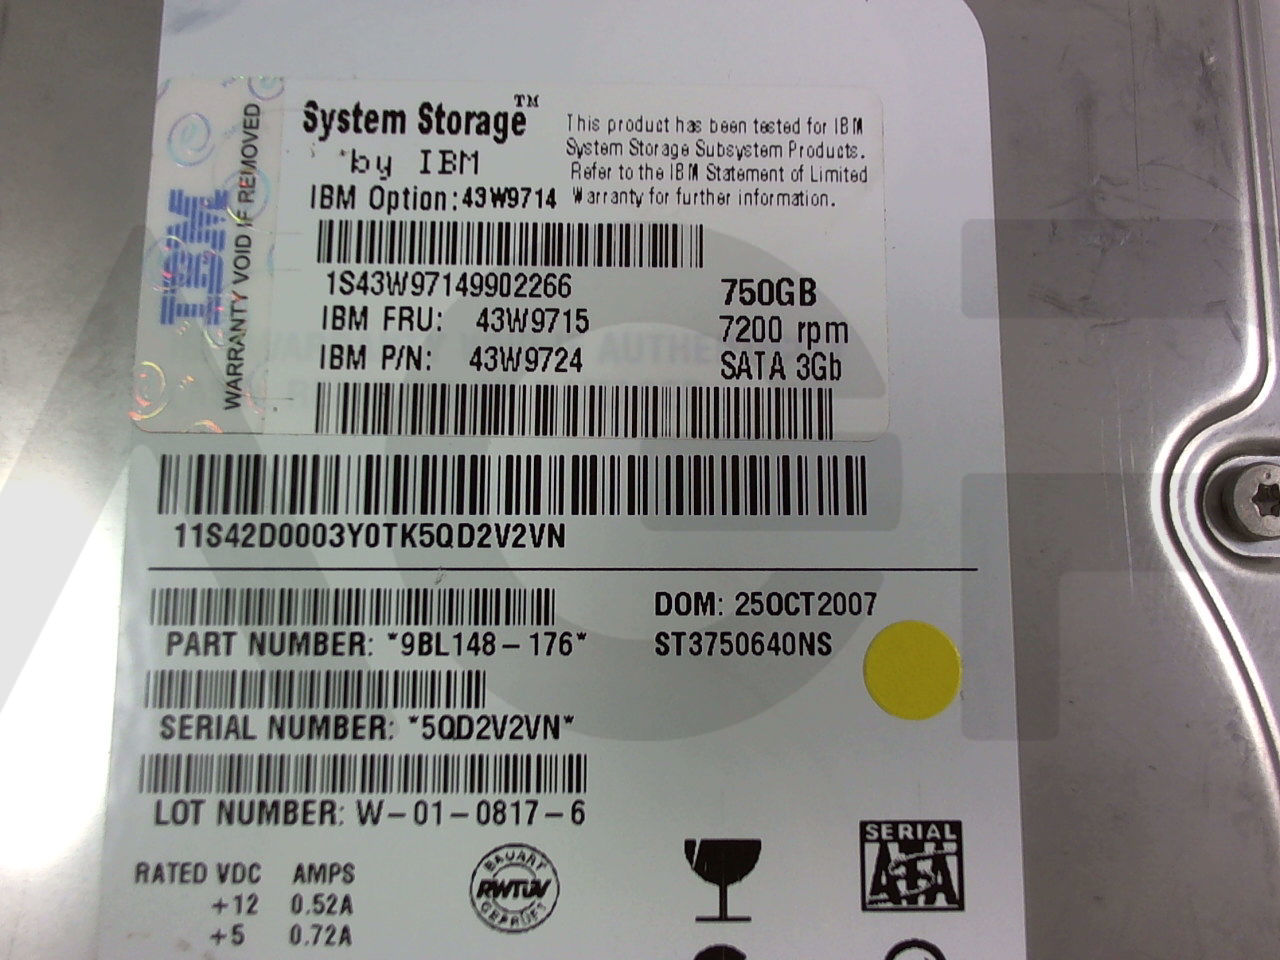 IBM
WARRANTY VOID IF REMOVED
System Storage™
by IBM
This product has been tested for IBM
System Storage Subsystem Products.
Refer to the IBM Statement of Limited
Warranty for further information.
IBM Option: 43W9714
1S43W97149902266
IBM FRU: 43W9715
IBM P/N: 43W9724
750GB
7200 rpm
SATA 3Gb
11S42D0003Y0TK5QD2V2VN
DOM: 25OCT2007
PART NUMBER: *9BL148-176*
ST3750640NS
SERIAL NUMBER: *5QD2V2VN*
LOT NUMBER: W-01-0817-6
RATED VDC AMPS
+12 0.52A
+5 0.72A
BAUART
RWTUV
GEPRUFT
SERIAL
ATA